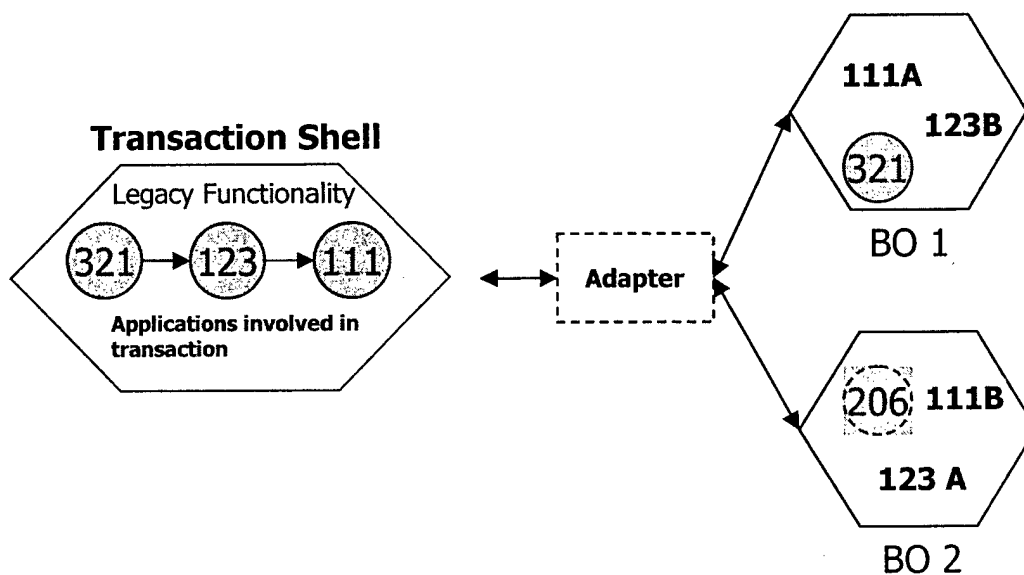 Transaction Shell
Legacy Functionality
321 123 111
Applications involved in
transaction
Adapter
111A
123B
321
BO 1
206 111B
123 A
BO 2